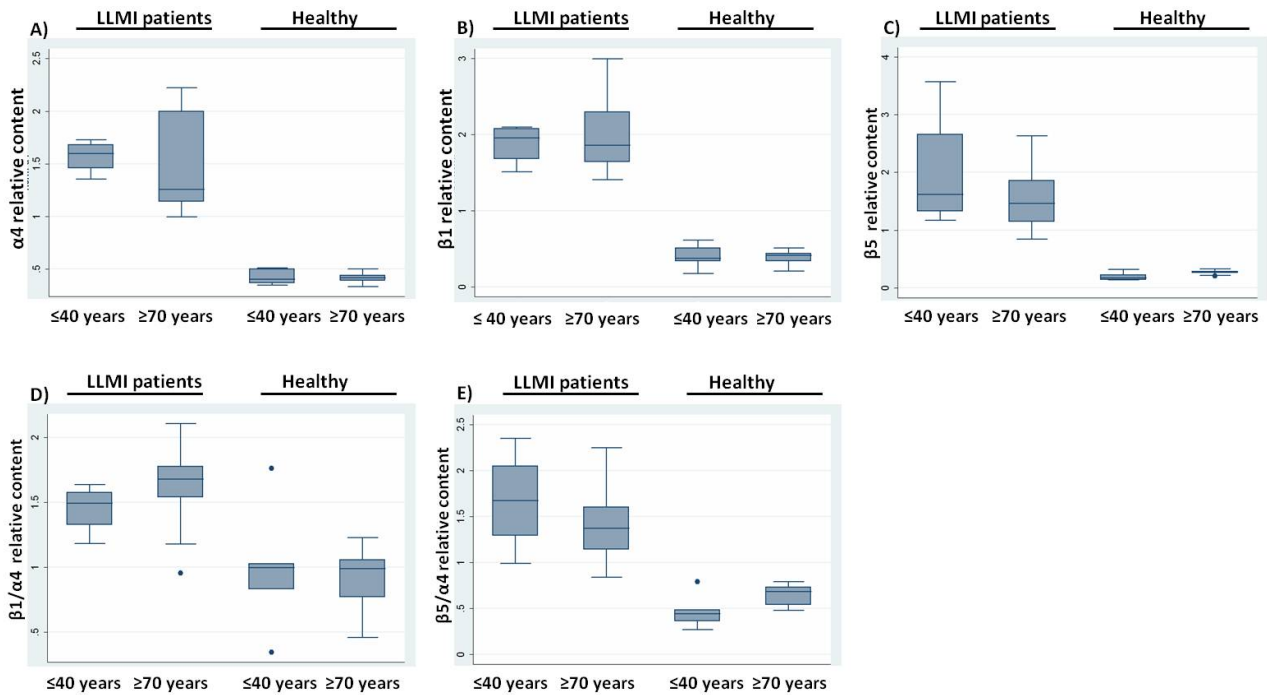 LLMI patients Healthy
A)
α4 relative content
2.5
2
1.5
1
.5
≤40 years ≥70 years ≤40 years ≥70 years
LLMI patients Healthy
B)
β1 relative content
3
2
1
0
≤ 40 years ≥70 years ≤40 years ≥70 years
LLMI patients Healthy
C)
β5 relative content
4
3
2
1
0
≤40 years ≥70 years ≤40 years ≥70 years
LLMI patients Healthy
D)
β1/α4 relative content
2
1.5
1
.5
≤40 years ≥70 years ≤40 years ≥70 years
LLMI patients Healthy
E)
β5/α4 relative content
2.5
2
1.5
1
.5
0
≤40 years ≥70 years ≤40 years ≥70 years